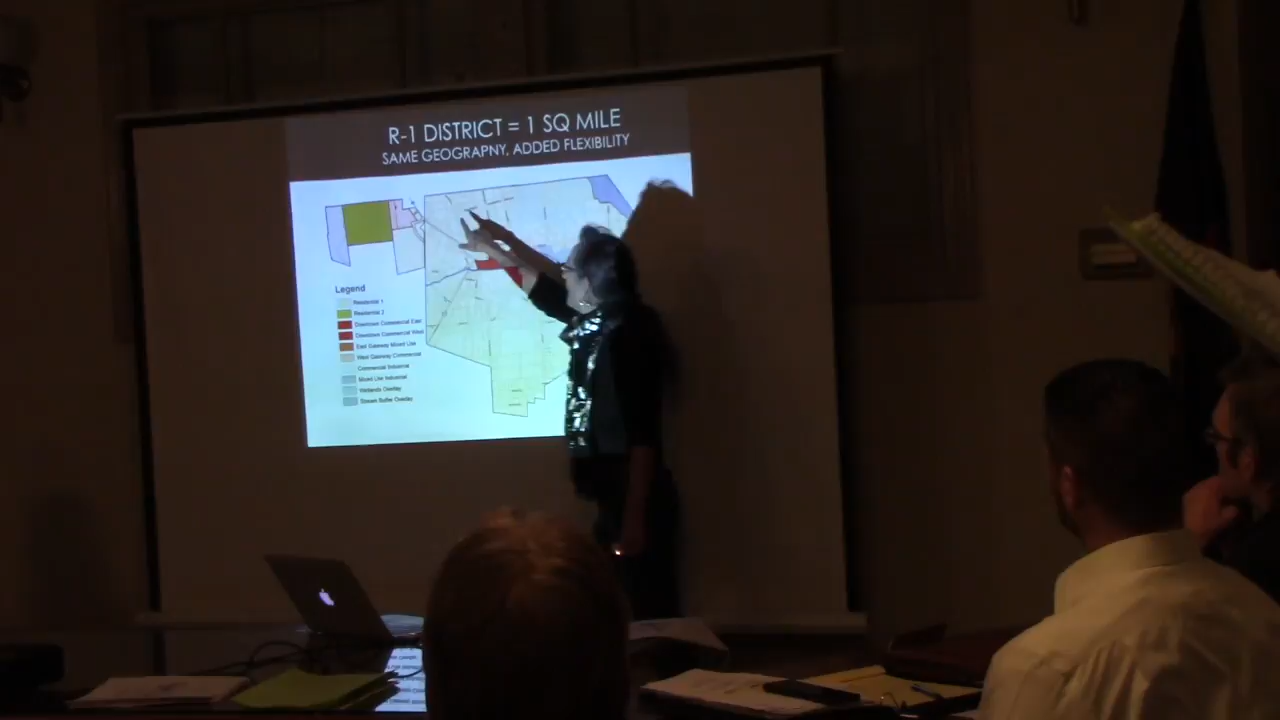 R-1 DISTRICT = 1 SQ MILE
SAME GEOGRAPHY, ADDED FLEXIBILITY
Legend
Residential 1
Residential 2
Downtown Commercial East
Downtown Commercial West
East Gateway Mixed Use
West Gateway Commercial
Commercial Industrial
Mixed Use Industrial
Wetlands Overlay
Stream Buffer Overlay